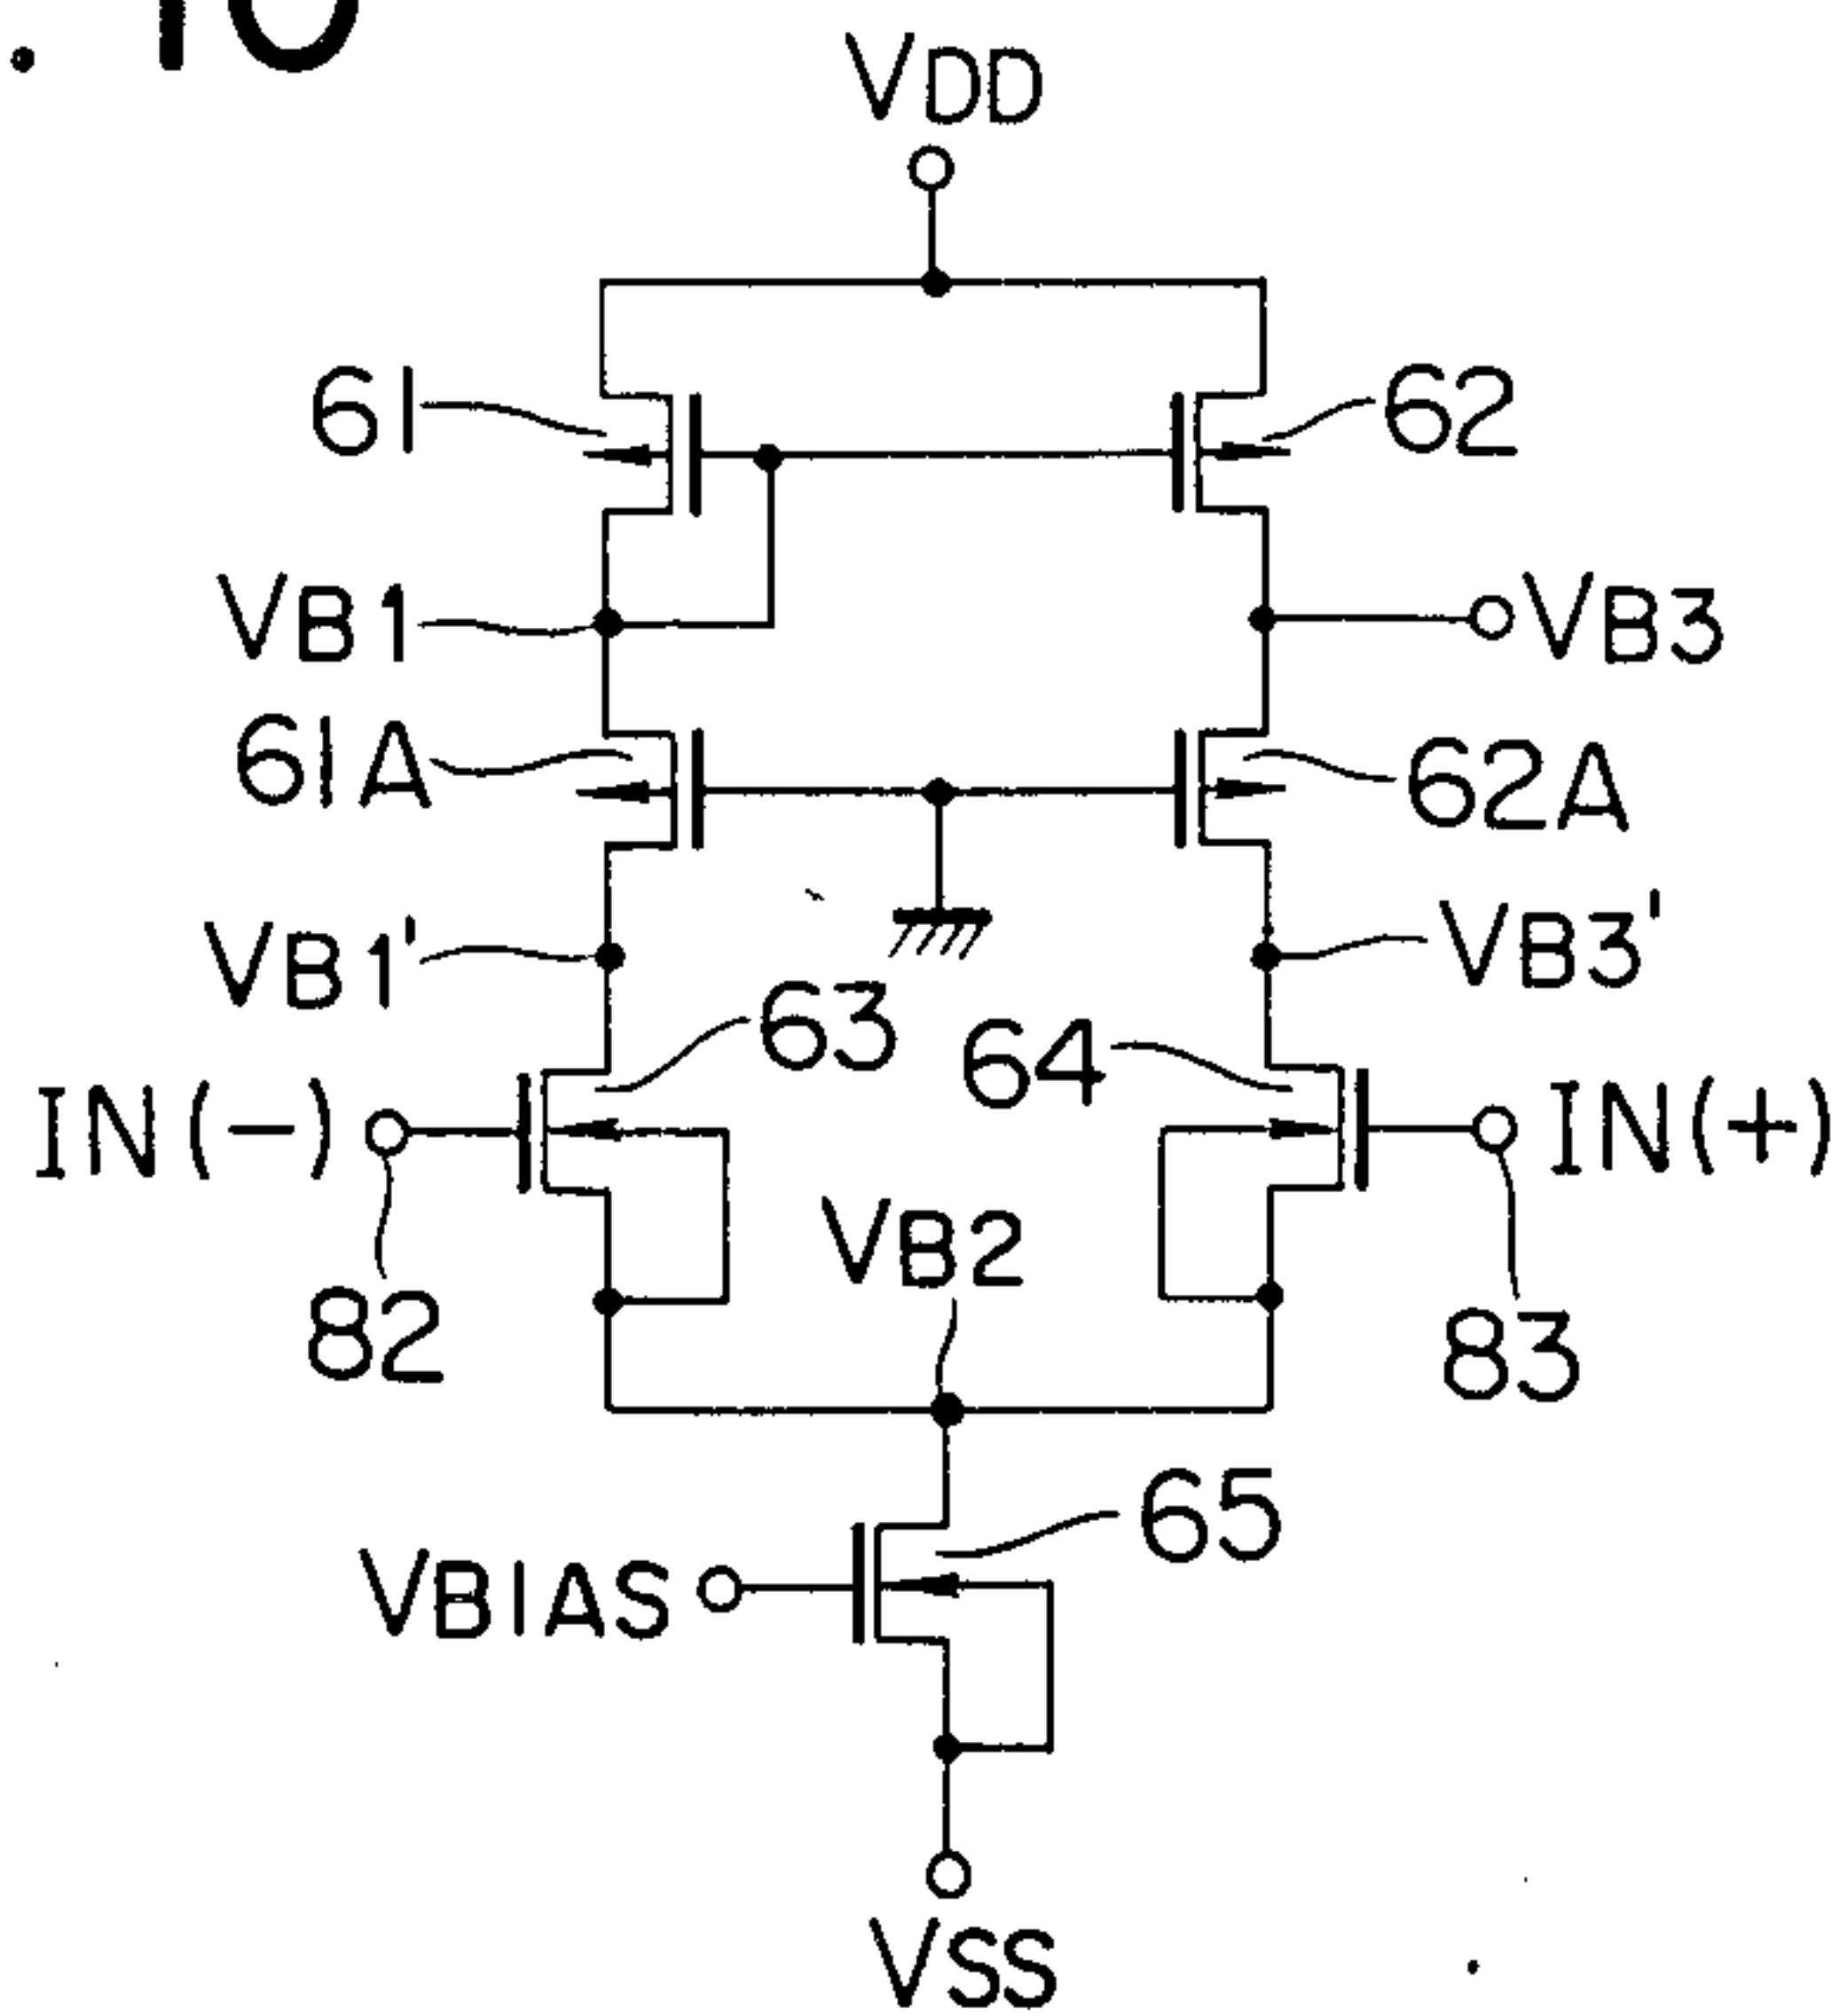 . 10
VDD
61
62
VB1
VB3
61A
62A
VB1'
VB3'
63
64
IN(-)
IN(+)
VB2
82
83
65
VBIAS
VSS